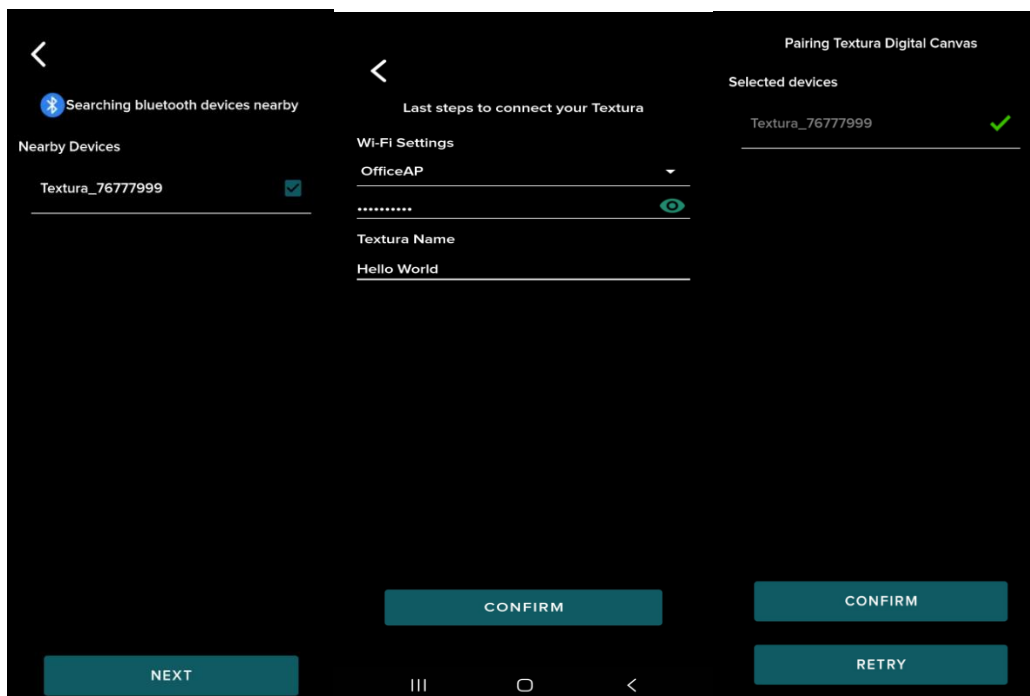 Searching bluetooth devices nearby
Nearby Devices
Textura_76777999
NEXT
Last steps to connect your Textura
Wi-Fi Settings
OfficeAP
••••••••••
Textura Name
Hello World
CONFIRM
Pairing Textura Digital Canvas
Selected devices
Textura_76777999
CONFIRM
RETRY